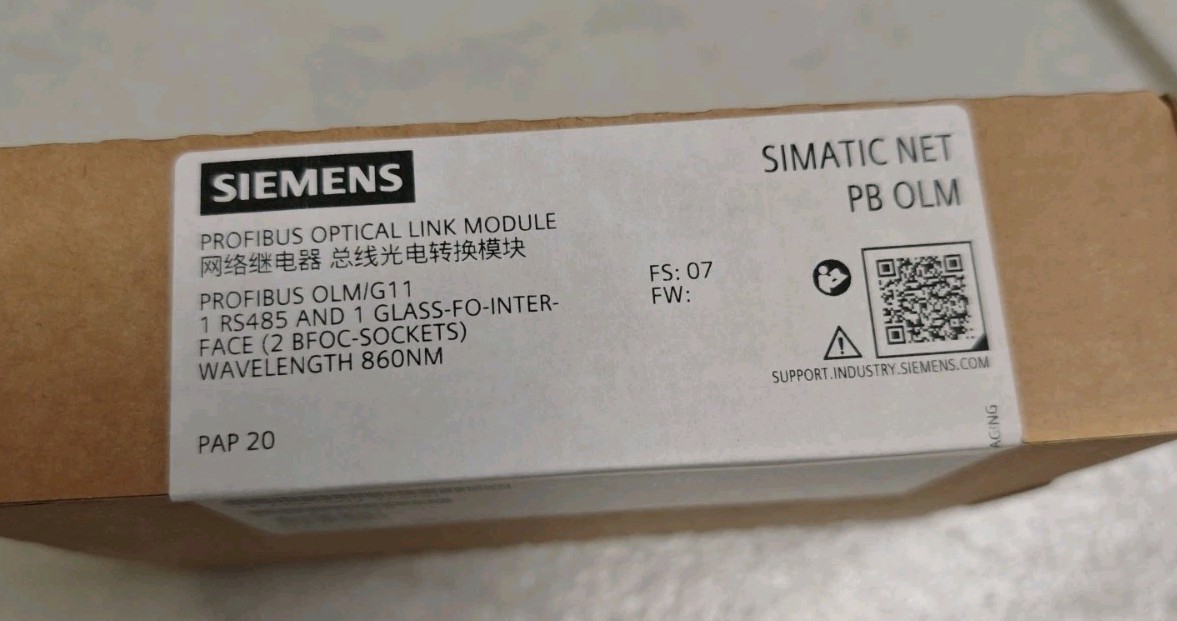 SIEMENS
SIMATIC NET
PB OLM
PROFIBUS OPTICAL LINK MODULE
网络继电器 总线光电转换模块
PROFIBUS OLM/G11
1 RS485 AND 1 GLASS-FO-INTER-
FACE (2 BFOC-SOCKETS)
WAVELENGTH 860NM
FS: 07
FW:
SUPPORT.INDUSTRY.SIEMENS.COM
PAP 20